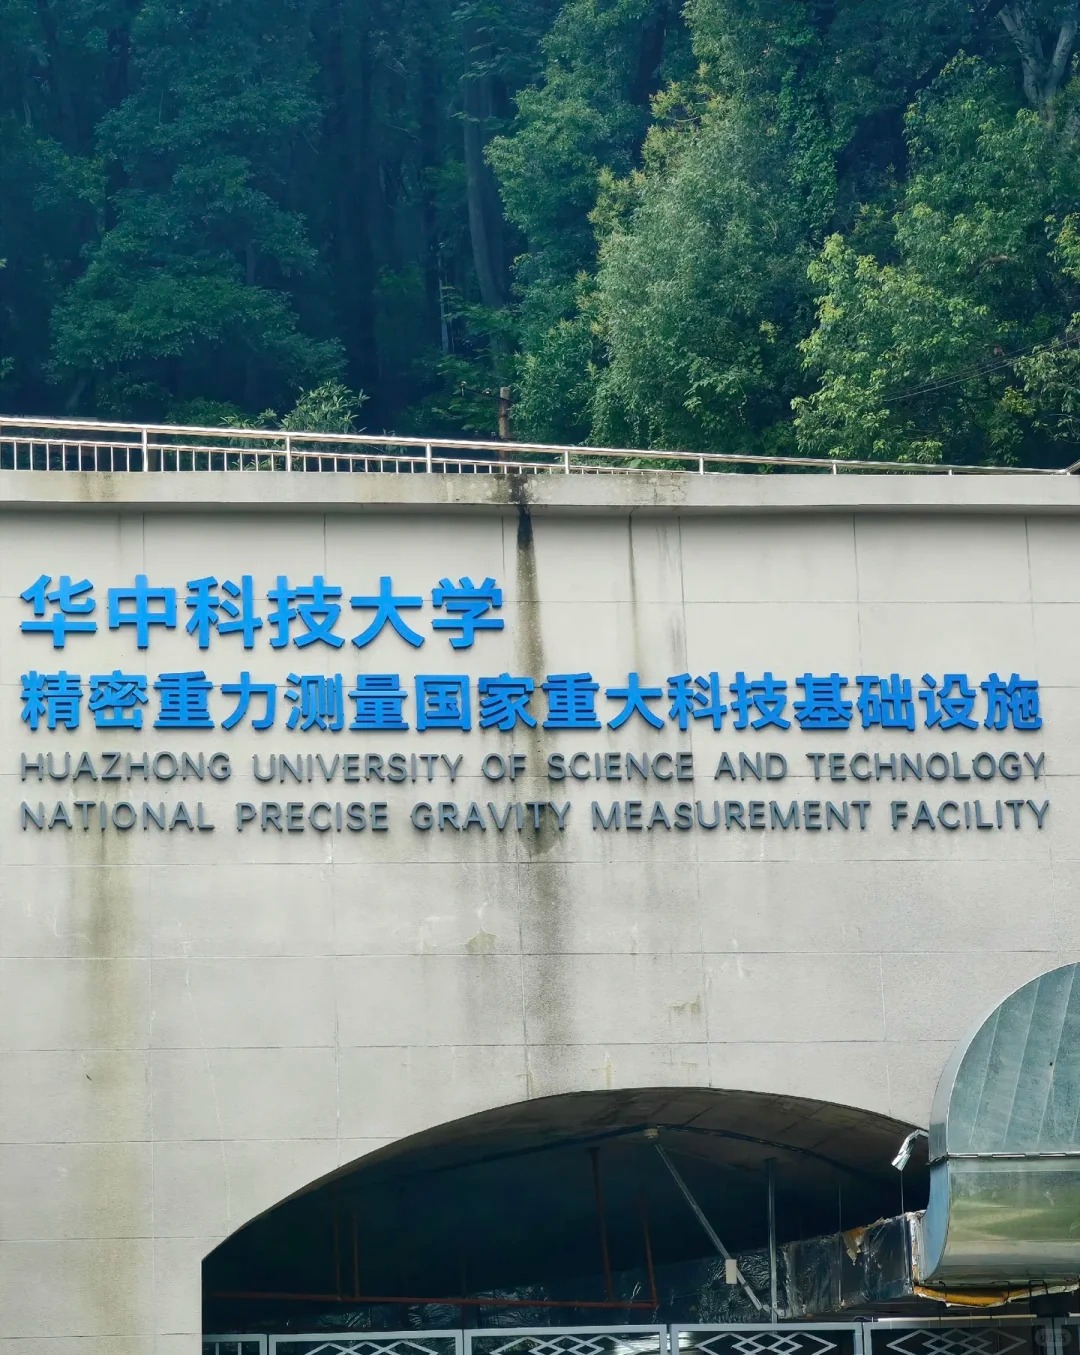 华中科技大学
精密重力测量国家重大科技基础设施
HUAZHONG UNIVERSITY OF SCIENCE AND TECHNOLOGY
NATIONAL PRECISE GRAVITY MEASUREMENT FACILITY